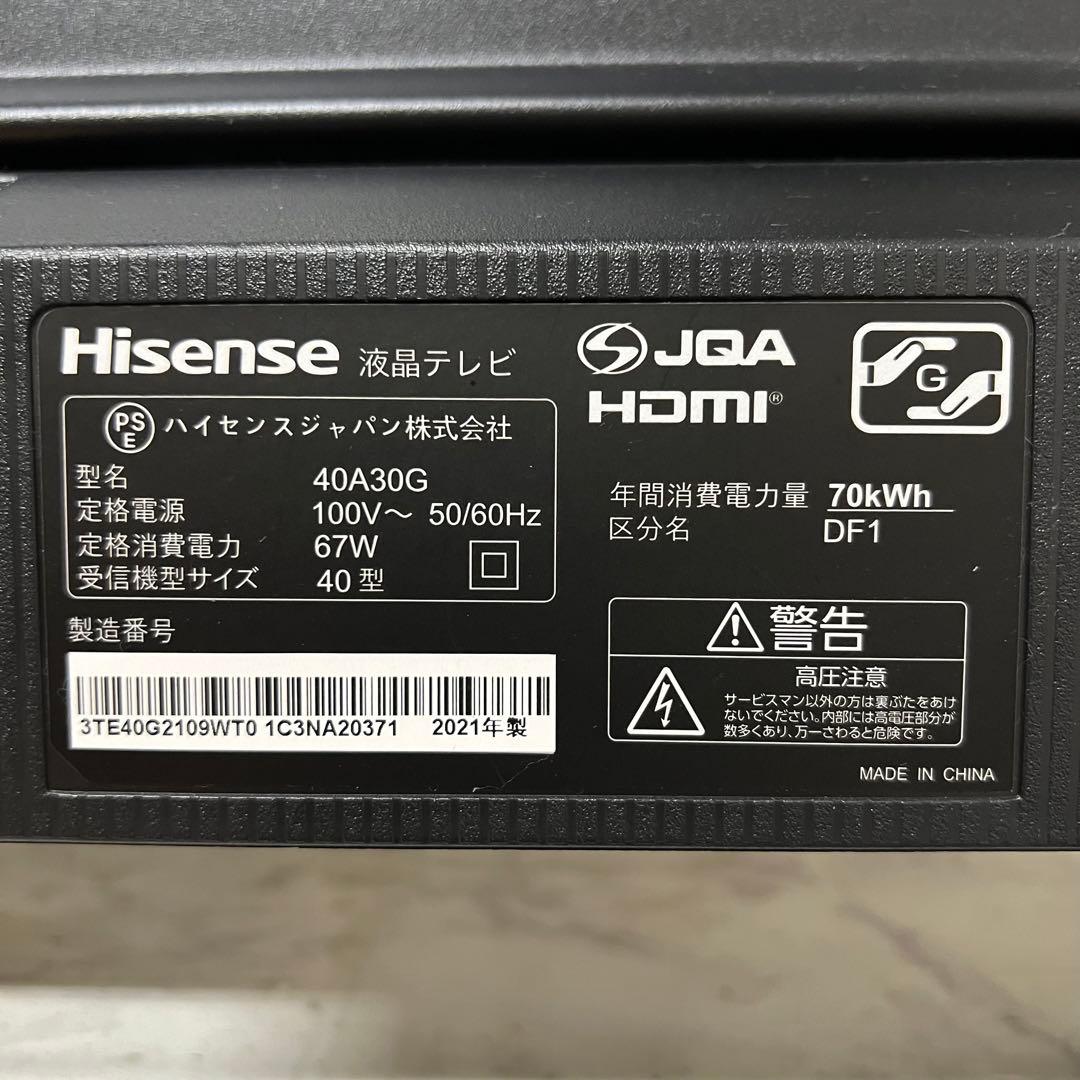 Hisense 液晶テレビ
PS
E
ハイセンスジャパン株式会社
型名 40A30G
定格電源 100V～ 50/60Hz
定格消費電力 67W
受信機型サイズ 40型
製造番号
3TE40G2109WT0 1C3NA20371 2021年製
JQA
HDMI®
G
年間消費電力量 70kWh
区分名 DF1
警告
高圧注意
サービスマン以外の方は裏ぶたをあけ
ないでください。内部には高電圧部分が
数多くあり、万一さわると危険です。
MADE IN CHINA